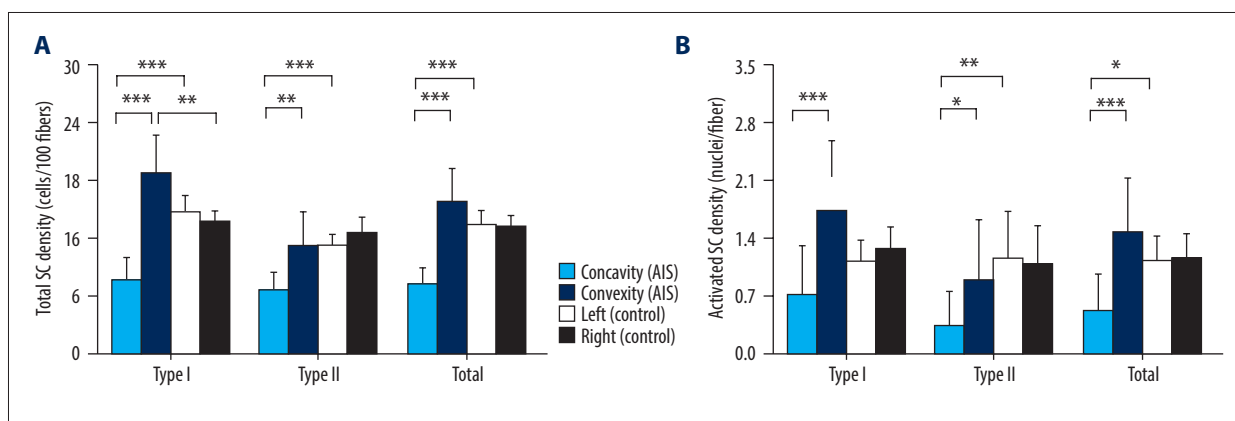 A
Total SC density (cells/100 fibers)
30
24
18
16
6
0
***
***
**
***
**
***
***
Type I
Type II
Total
Concavity (AIS)
Convexity (AIS)
Left (control)
Right (control)
B
Activated SC density (nuclei/fiber)
3.5
2.8
2.1
1.4
0.7
0.0
***
**
*
*
***
Type I
Type II
Total